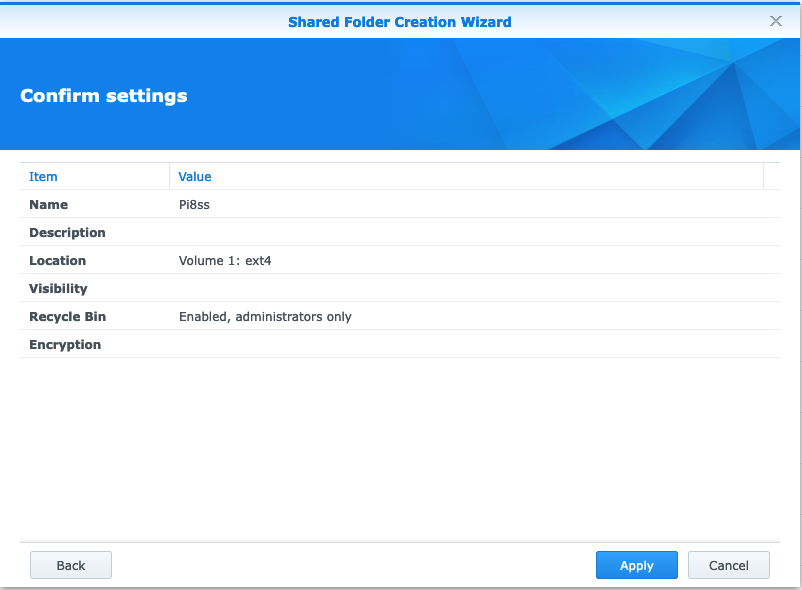 Shared Folder Creation Wizard
Confirm settings
Item Value
Name Pi8ss
Description
Location Volume 1: ext4
Visibility
Recycle Bin Enabled, administrators only
Encryption
Back Apply Cancel